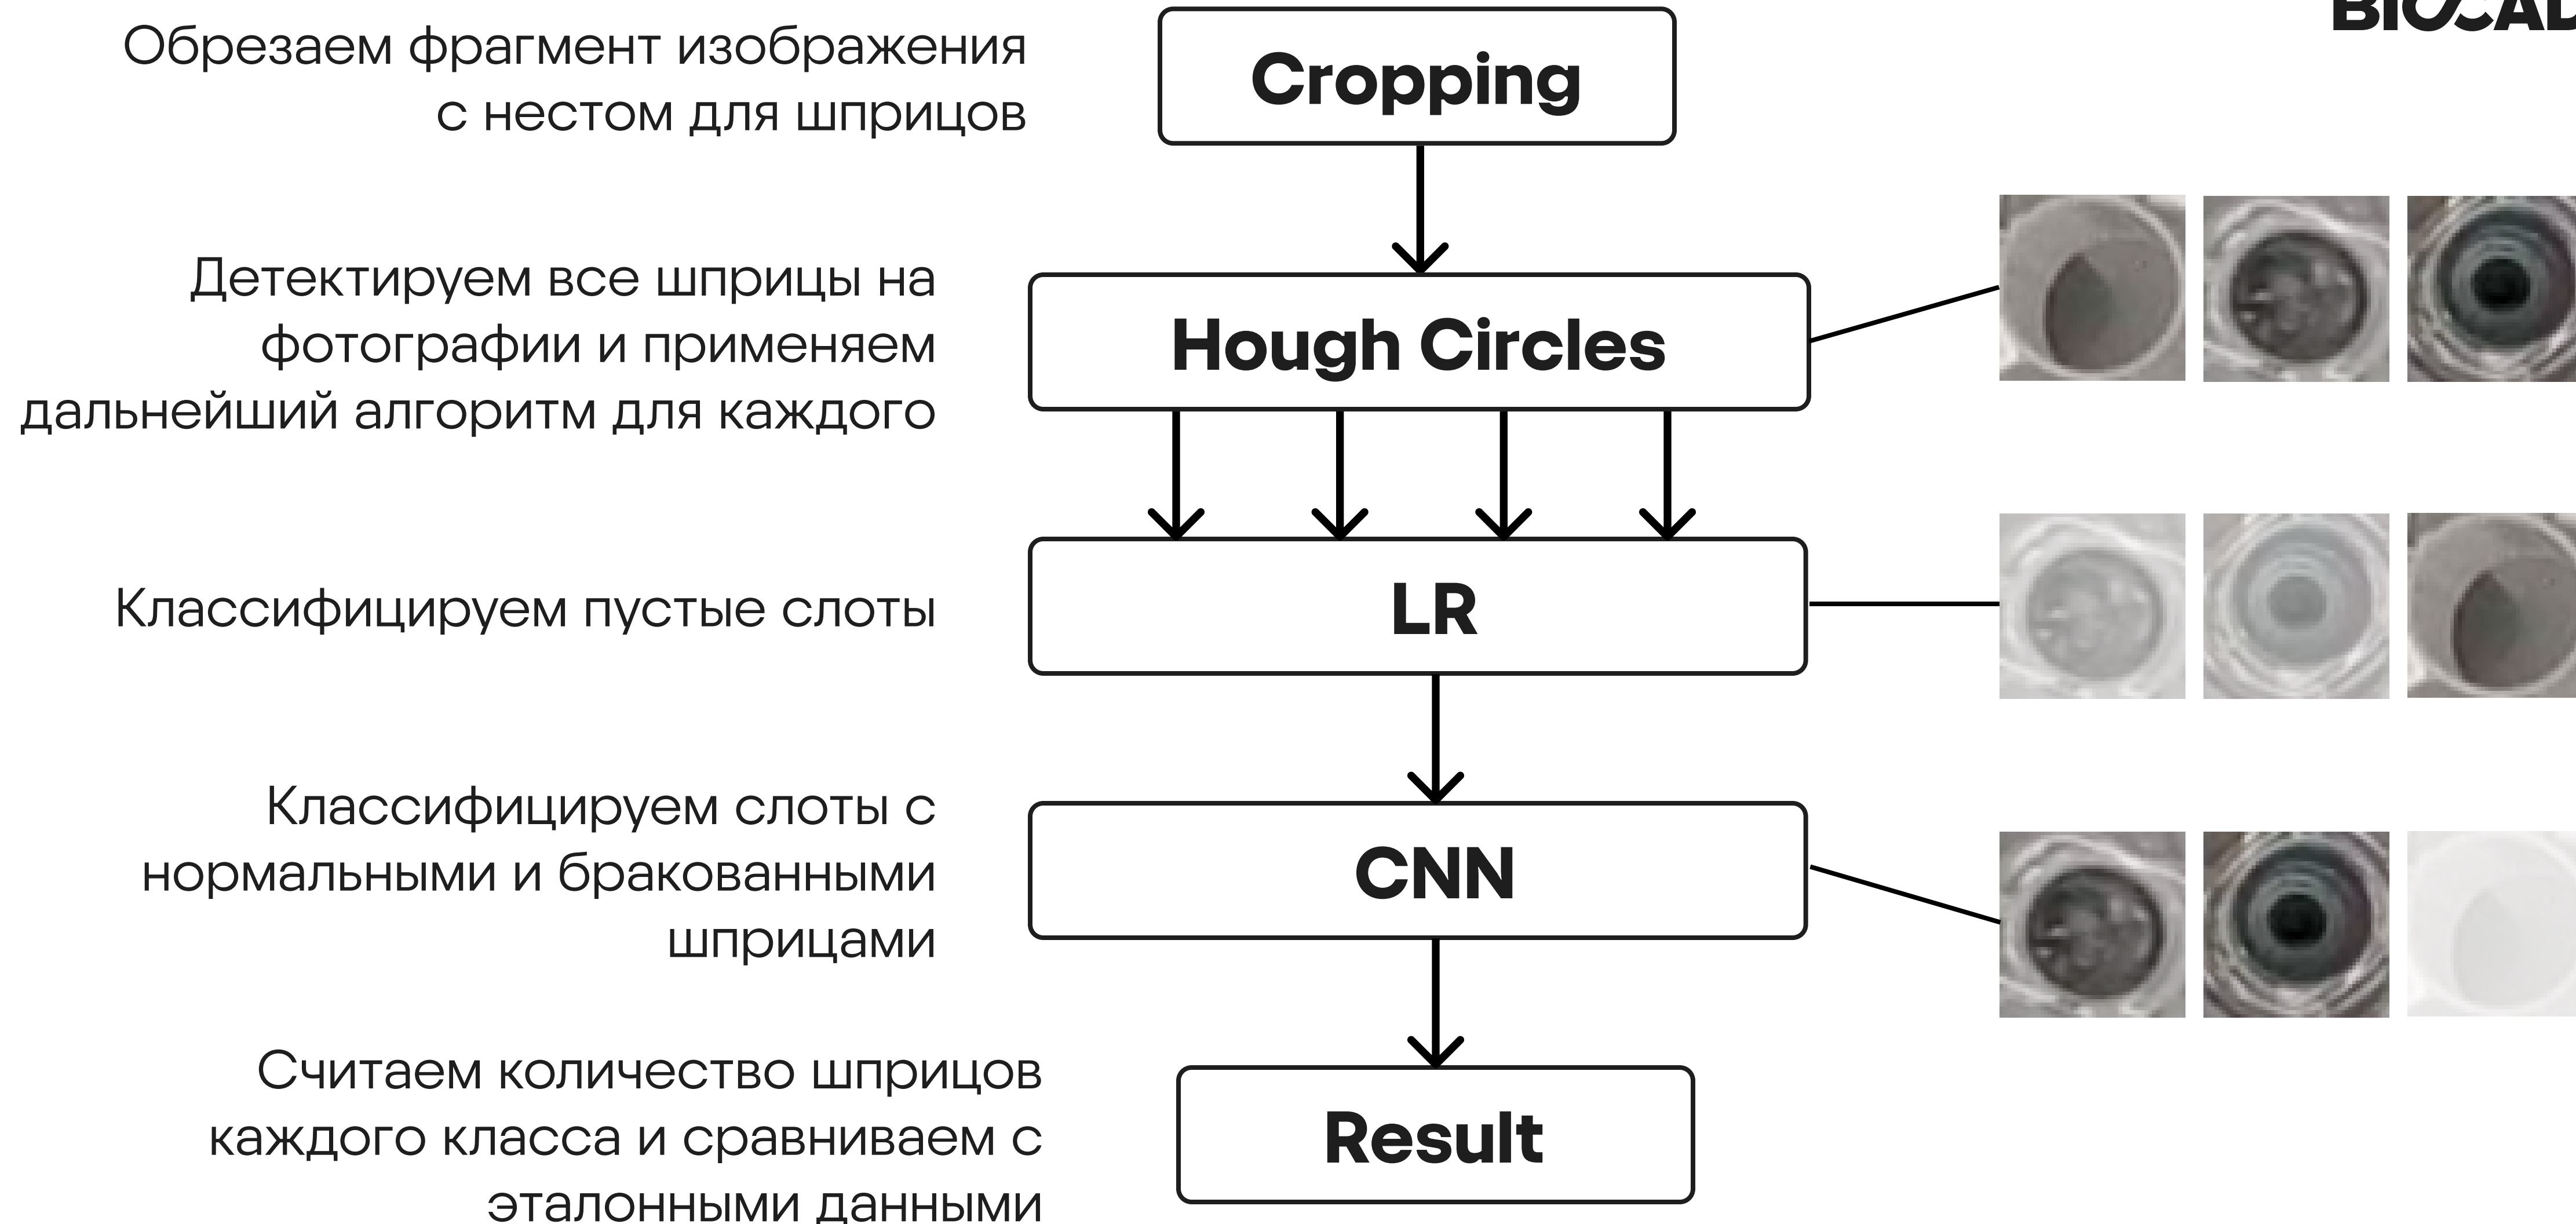 Обрезаем фрагмент изображения
с нестом для шприцов
Cropping
BIOCAD
Детектируем все шприцы на
фотографии и применяем
дальнейший алгоритм для каждого
Hough Circles
Классифицируем пустые слоты
LR
Классифицируем слоты с
нормальными и бракованными
шприцами
CNN
Считаем количество шприцов
каждого класса и сравниваем с
эталонными данными
Result